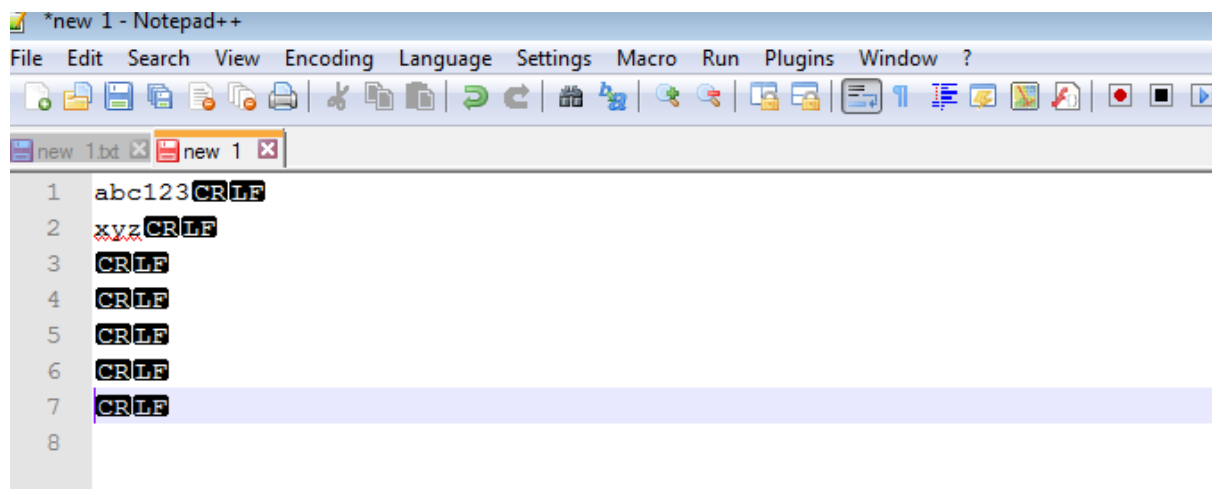 *new 1 - Notepad++
File Edit Search View Encoding Language Settings Macro Run Plugins Window ?
new 1.txt new 1
1 abc123CRLF
2 xyzCRLF
3 CRLF
4 CRLF
5 CRLF
6 CRLF
7 CRLF
8